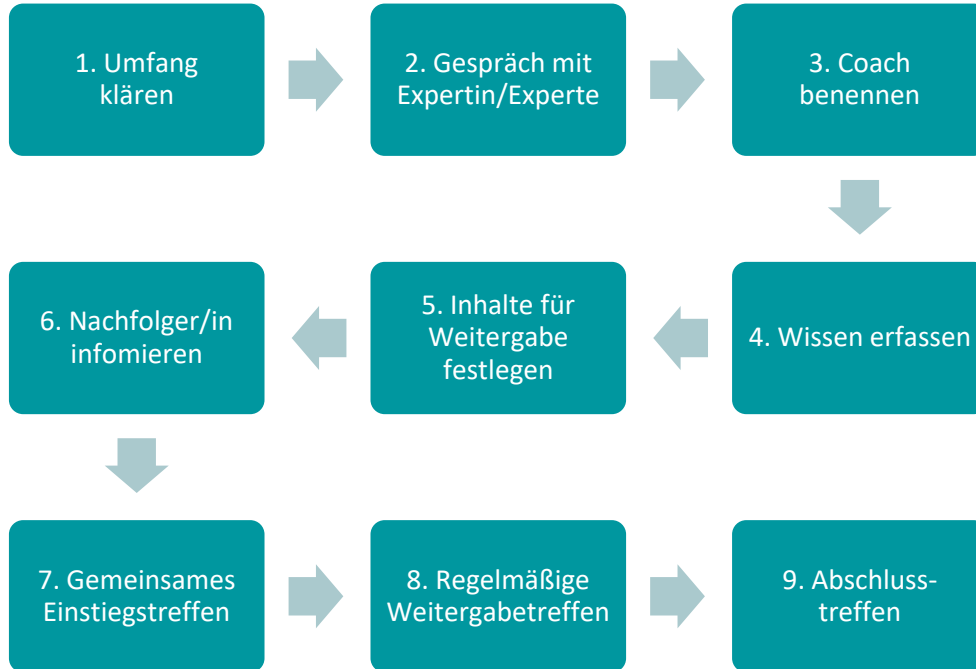 1. Umfang
klären
2. Gespräch mit
Expertin/Experte
3. Coach
benennen
4. Wissen erfassen
5. Inhalte für
Weitergabe
festlegen
6. Nachfolger/in
infomieren
7. Gemeinsames
Einstiegstreffen
8. Regelmäßige
Weitergabetreffen
9. Abschluss-
treffen